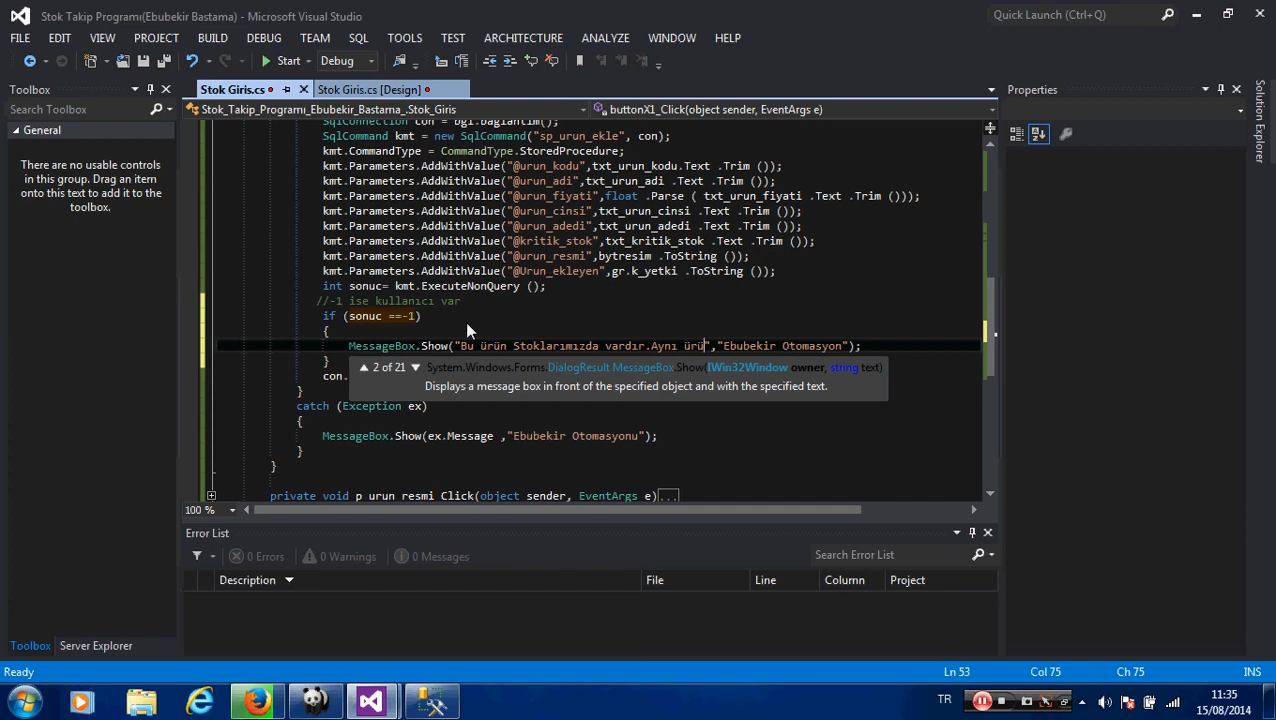 Stok Takip Programı(Ebubekir Bastama) - Microsoft Visual Studio
Quick Launch (Ctrl+Q)
FILE EDIT VIEW PROJECT BUILD DEBUG TEAM SQL TOOLS TEST ARCHITECTURE ANALYZE WINDOW HELP
Start Debug
Toolbox
Stok Giris.cs
Stok Giris.cs [Design]
Properties
Solution Explorer
Search Toolbox
Stok_Takip_Programı_Ebubekir_Bastama_.Stok_Giris
buttonX1_Click(object sender, EventArgs e)
General
There are no usable controls
in this group. Drag an item
onto this text to add it to the
toolbox.
SqlConnection con = bgl.baglantim();
SqlCommand kmt = new SqlCommand("sp_urun_ekle", con);
kmt.CommandType = CommandType.StoredProcedure;
kmt.Parameters.AddWithValue("@urun_kodu",txt_urun_kodu.Text .Trim ());
kmt.Parameters.AddWithValue("@urun_adi",txt_urun_adi .Text .Trim ());
kmt.Parameters.AddWithValue("@urun_fiyati",float .Parse ( txt_urun_fiyati .Text .Trim ()));
kmt.Parameters.AddWithValue("@urun_cinsi",txt_urun_cinsi .Text .Trim ());
kmt.Parameters.AddWithValue("@urun_adedi",txt_urun_adedi .Text .Trim ());
kmt.Parameters.AddWithValue("@kritik_stok",txt_kritik_stok .Text .Trim ());
kmt.Parameters.AddWithValue("@urun_resmi",bytresim .ToString ());
kmt.Parameters.AddWithValue("@Urun_ekleyen",gr.k_yetki .ToString ());
int sonuc= kmt.ExecuteNonQuery ();
//-1 ise kullanıcı var
if (sonuc ==-1)
{
MessageBox.Show("Bu ürün Stoklarımızda vardır.Aynı ürü","Ebubekir Otomasyon");
}
2 of 21 System.Windows.Forms.DialogResult MessageBox.Show(IWin32Window owner, string text)
con.
Displays a message box in front of the specified object and with the specified text.
}
catch (Exception ex)
{
MessageBox.Show(ex.Message ,"Ebubekir Otomasyonu");
}
}
private void p_urun_resmi_Click(object sender, EventArgs e)...
100 %
Error List
0 Errors 0 Warnings 0 Messages
Search Error List
Description File Line Column Project
Toolbox Server Explorer
Ready
Ln 53 Col 75 Ch 75 INS
TR
11:35
15/08/2014